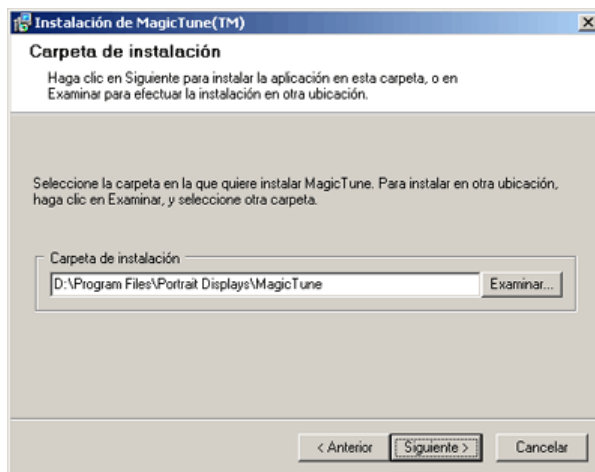 Instalación de MagicTune(TM)
Carpeta de instalación
Haga clic en Siguiente para instalar la aplicación en esta carpeta, o en
Examinar para efectuar la instalación en otra ubicación.
Seleccione la carpeta en la que quiere instalar MagicTune. Para instalar en otra ubicación,
haga clic en Examinar, y seleccione otra carpeta.
Carpeta de instalación
D:\Program Files\Portrait Displays\MagicTune
Examinar...
< Anterior
Siguiente >
Cancelar